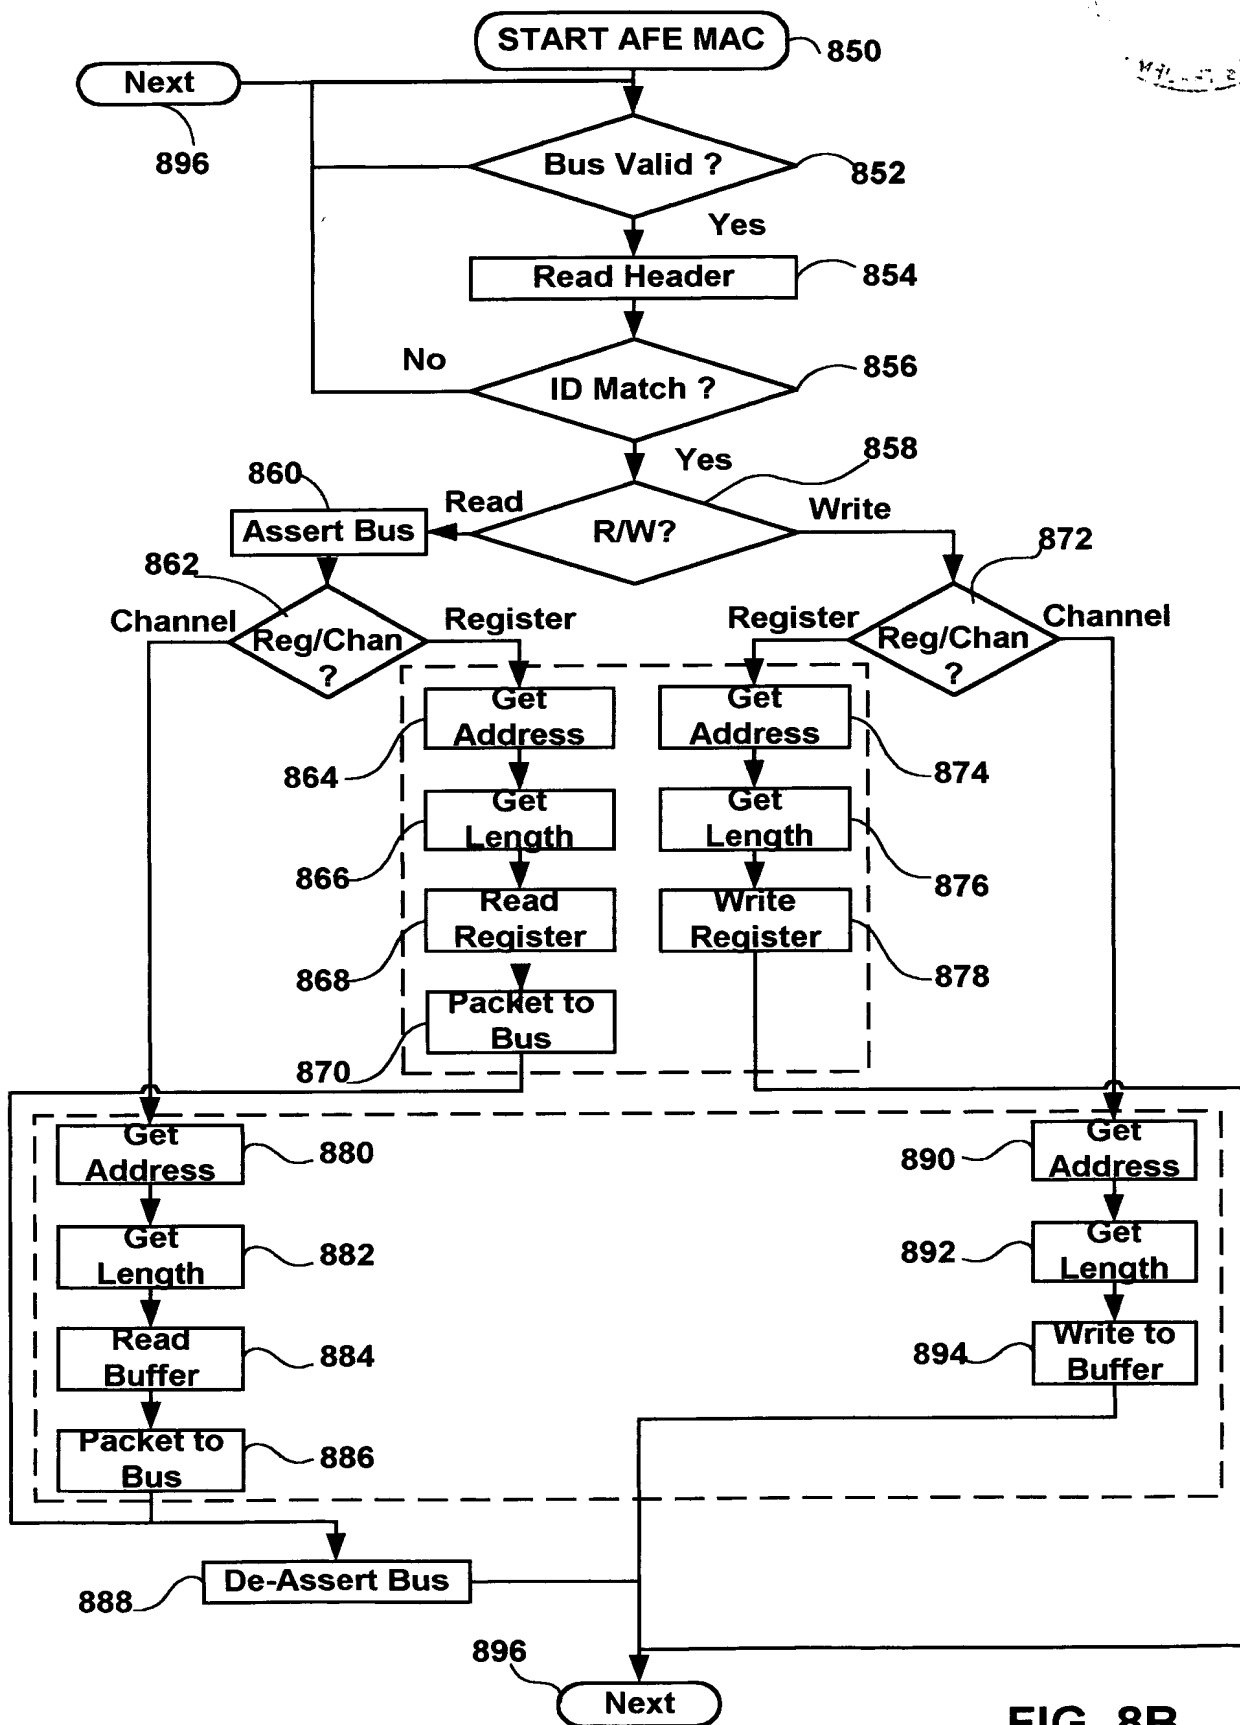 START AFE MAC
850
Next
896
Bus Valid ?
852
Yes
Read Header
854
No
ID Match ?
856
Yes
858
860
Read
Write
Assert Bus
R/W?
872
862
Channel
Register
Register
Channel
Reg/Chan
?
Reg/Chan
?
Get
Address
Get
Address
864
874
Get
Length
Get
Length
866
876
Read
Register
Write
Register
868
878
Packet to
Bus
870
Get
Address
880
890
Get
Address
Get
Length
882
892
Get
Length
Read
Buffer
884
894
Write to
Buffer
Packet to
Bus
886
De-Assert Bus
888
896
Next
FIG. 8B